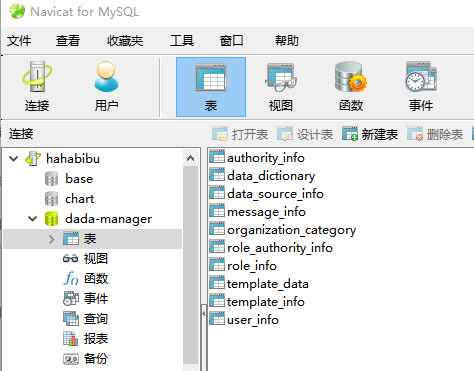 Navicat for MySQL
文件 查看 收藏夹 工具 窗口 帮助
连接 用户 表 视图 函数 事件
连接 打开表 设计表 新建表 删除表
hahabibu
base
chart
dada-manager
表
视图
f()
函数
事件
查询
报表
备份
authority_info
data_dictionary
data_source_info
message_info
organization_category
role_authority_info
role_info
template_data
template_info
user_info